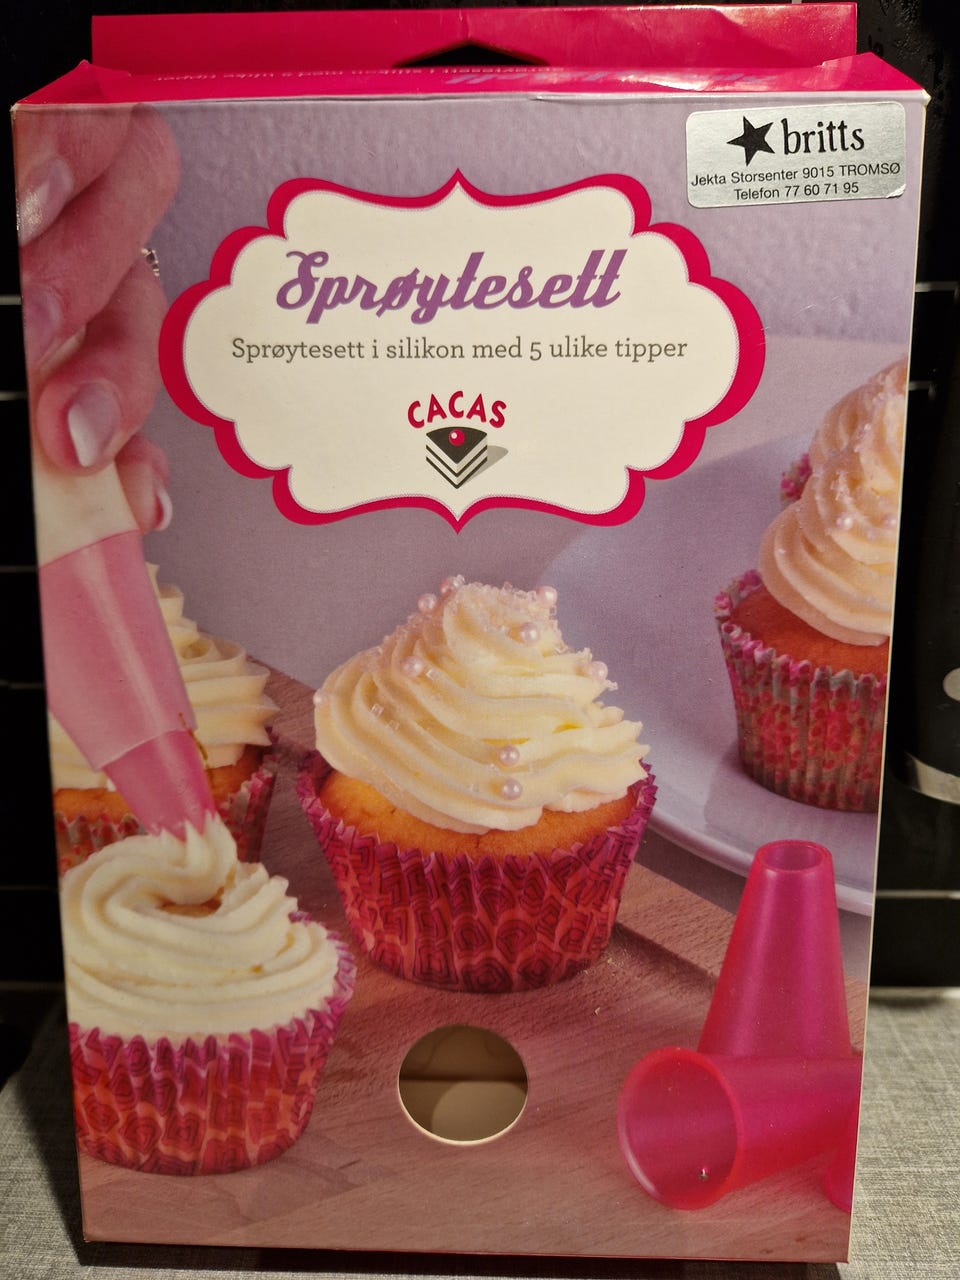 britts
Jekta Storsenter 9015 TROMSØ
Telefon 77 60 71 95
Sprøytesett
Sprøytesett i silikon med 5 ulike tipper
CACAS